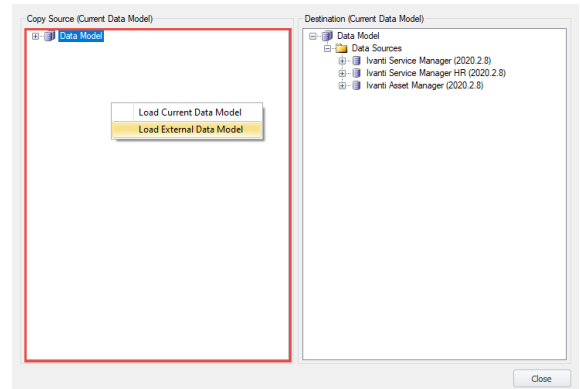 Copy Source (Current Data Model)
Data Model
Load Current Data Model
Load External Data Model
Destination (Current Data Model)
Data Model
Data Sources
Ivanti Service Manager (2020.2.8)
Ivanti Service Manager HR (2020.2.8)
Ivanti Asset Manager (2020.2.8)
Close